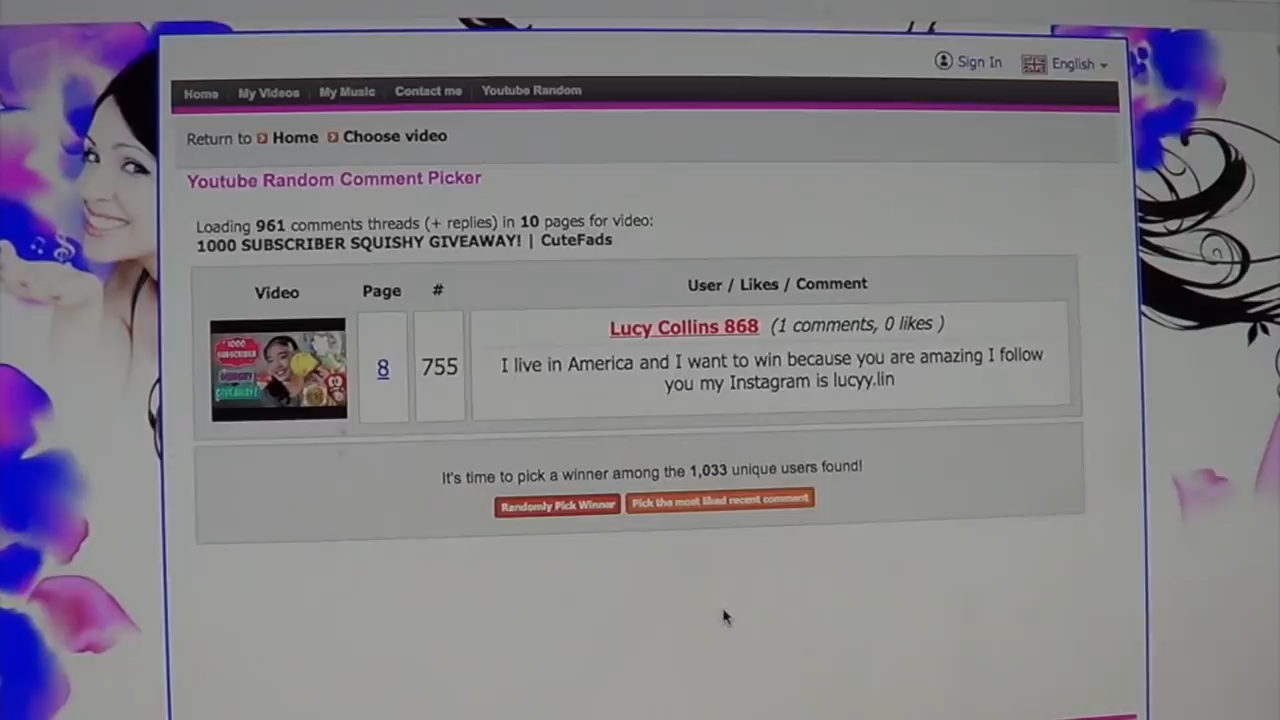 Sign In English
Home My Videos My Music Contact me Youtube Random
Return to Home Choose video
Youtube Random Comment Picker
Loading 961 comments threads (+ replies) in 10 pages for video:
1000 SUBSCRIBER SQUISHY GIVEAWAY! | CuteFads
Video Page # User / Likes / Comment
Lucy Collins 868 (1 comments, 0 likes )
1000
SUBSCRIBER
SQUISHY
GIVEAWAY!
8 755
I live in America and I want to win because you are amazing I follow
you my Instagram is lucyy.lin
It's time to pick a winner among the 1,033 unique users found!
Randomly Pick Winner Pick the most liked recent comment